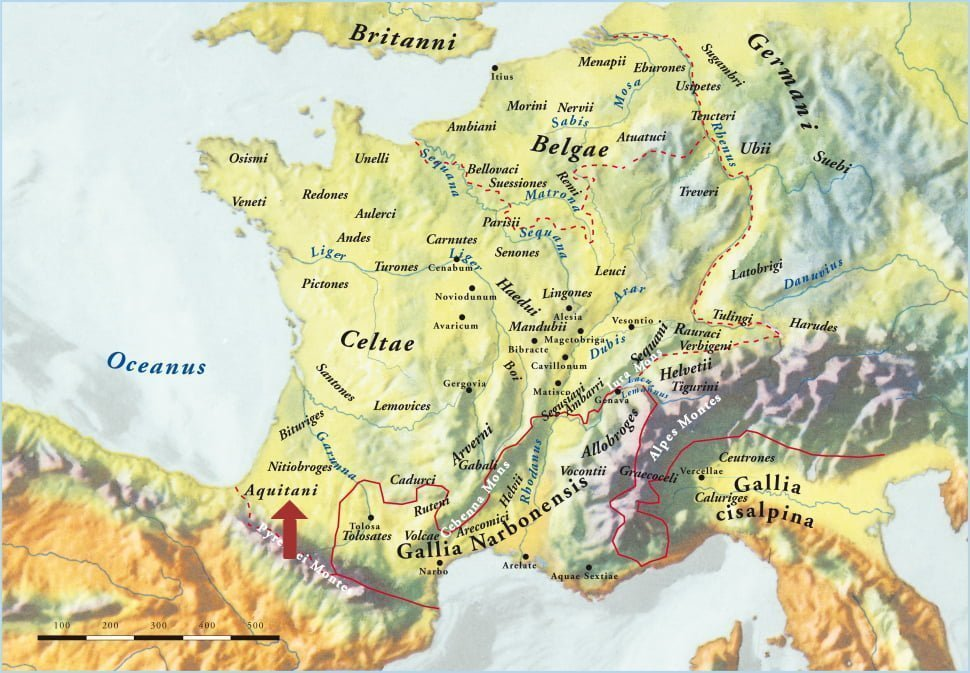 Britanni
Germani
Menapii
Eburones
Sugambri
Itius
Usipetes
Mosa
Morini
Nervii
Sabis
Tencteri
Ambiani
Atuatuci
Rhenus
Belgae
Ubii
Suebi
Osismi
Unelli
Sequana
Bellovaci
Suessiones
Remi
Matrona
Treveri
Veneti
Redones
Aulerci
Parisii
Sequana
Andes
Carnutes
Senones
Liger
Liger
Turones
Cenabum
Leuci
Latobrigi
Danuvius
Pictones
Noviodunum
Haedui
Lingones
Arar
Alesia
Avaricum
Mandubii
Vesontio
Tulingi
Harudes
Celtae
Magetobriga
Rauraci
Bibracte
Dubis
Sequani
Verbigeni
Oceanus
Cavillonum
Iura Mons
Helvetii
Boi
Gergovia
Matisco
Ambarri
Lacus
Lemannus
Tigurini
Santones
Segusiavi
Genava
Lemovices
Bituriges
Allobroges
Alpes Montes
Garunna
Arverni
Nitiobroges
Gabali
Rhodanus
Vocontii
Graecoceli
Ceutrones
Vercellae
Aquitani
Cadurci
Cebenna Mons
Helvii
Gallia
cisalpina
Caluriges
Ruteni
Tolosa
Tolosates
Volcae
Arecomici
Gallia Narbonensis
Narbo
Arelate
Aquae Sextiae
100 200 300 400 500